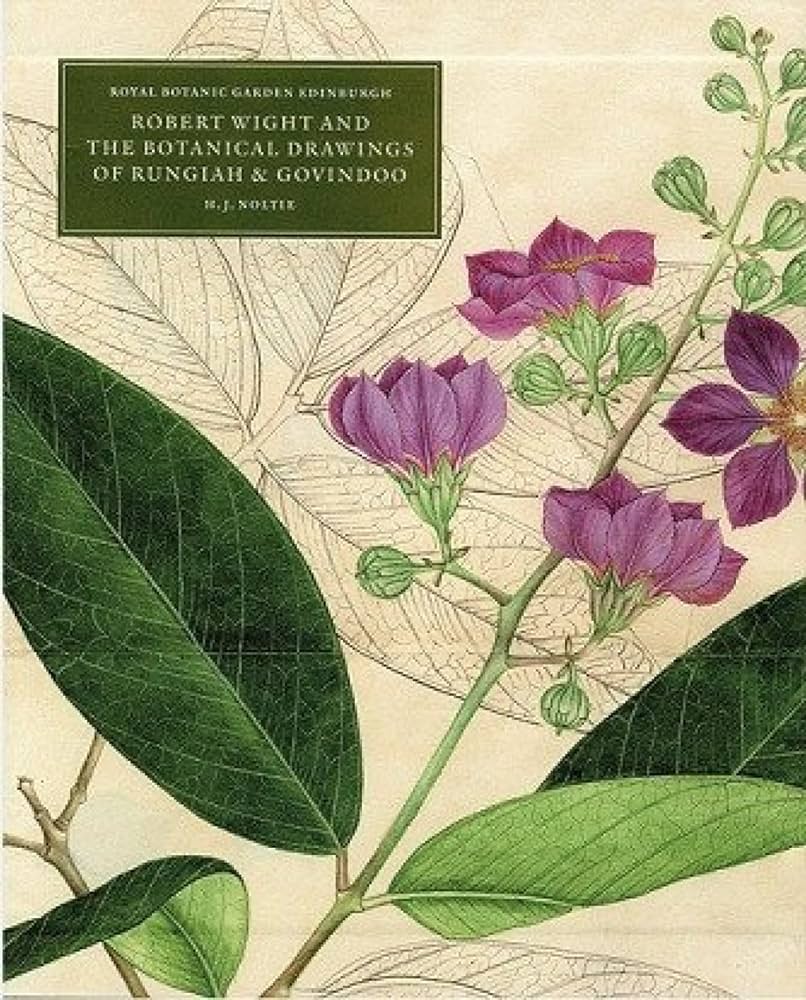 ROYAL BOTANIC GARDEN EDINBURGH
ROBERT WIGHT AND
THE BOTANICAL DRAWINGS
OF RUNGIAH & GOVINDOO
H. J. NOLTIE